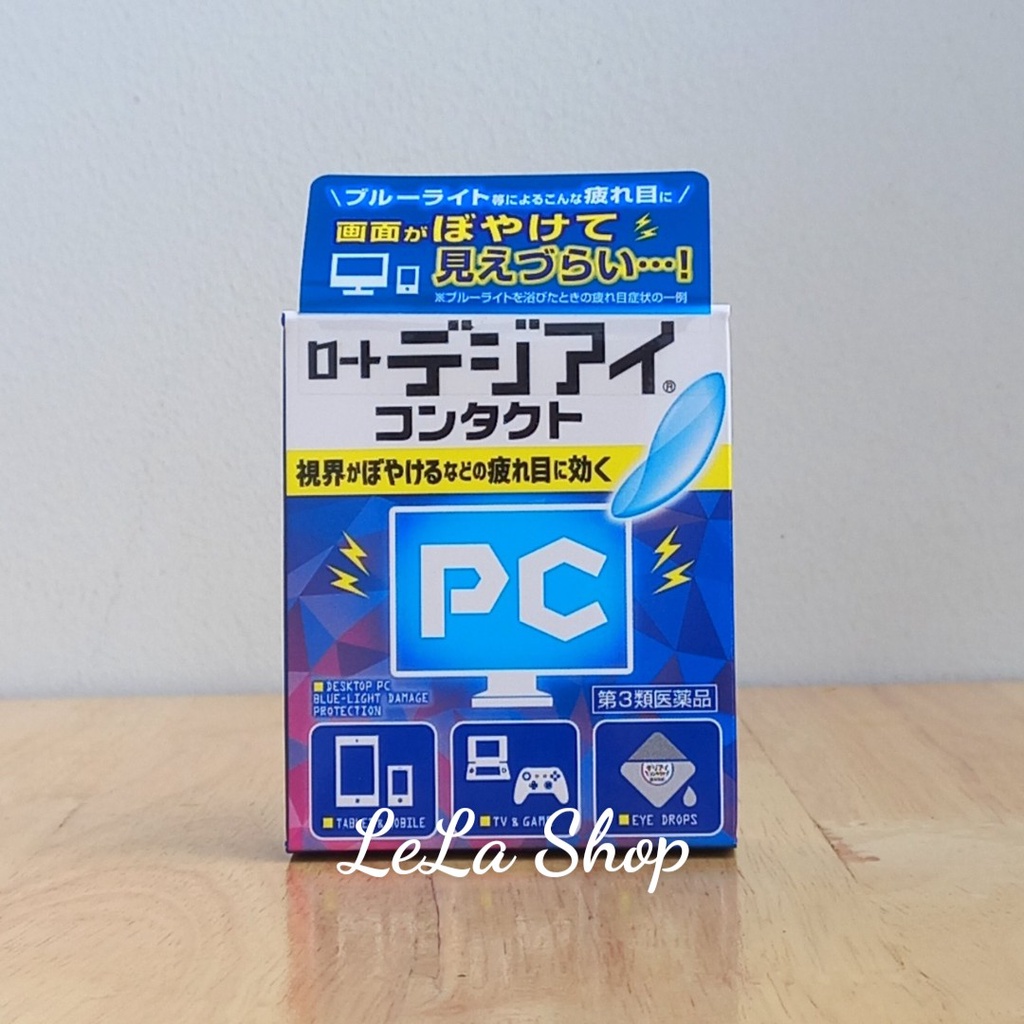 \ ブルーライト等によるこんな疲れ目に /
画面がぼやけて
見えづらい…!
※ブルーライトを浴びたときの疲れ目症状の一例
ロート デジアイ®
コンタクト
視界がぼやけるなどの疲れ目に効く
PC
DESKTOP PC
BLUE-LIGHT DAMAGE
PROTECTION
第3類医薬品
TV & GAME
EYE DROPS
LeLa Shop